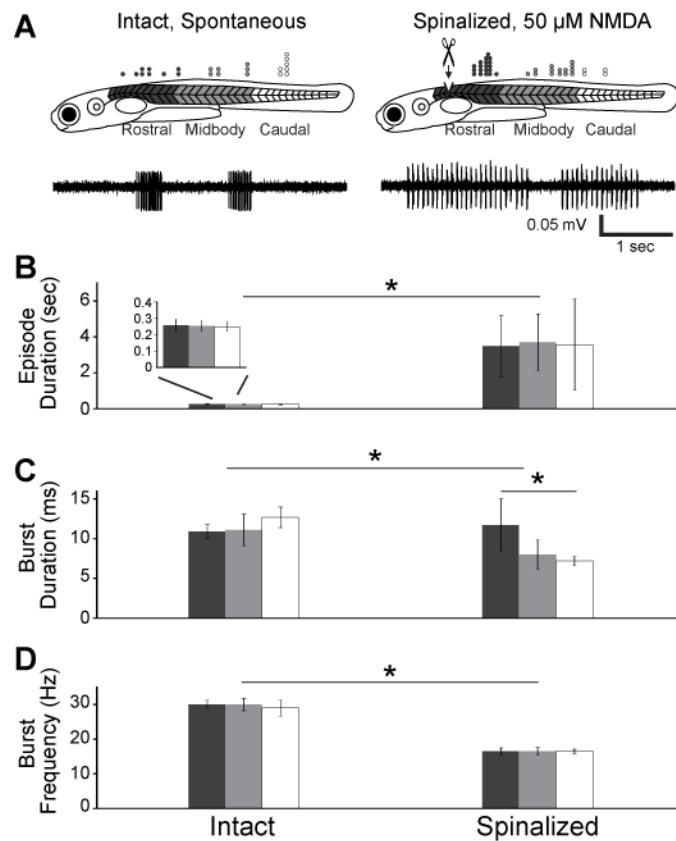 A
Intact, Spontaneous
Spinalized, 50 µM NMDA
Rostral Midbody Caudal
Rostral Midbody Caudal
0.05 mV
1 sec
B
Episode
Duration (sec)
6
4
2
0
0.4
0.3
0.2
0.1
0
*
C
Burst
Duration (ms)
15
10
5
0
*
*
D
Burst
Frequency (Hz)
30
20
10
0
*
Intact
Spinalized